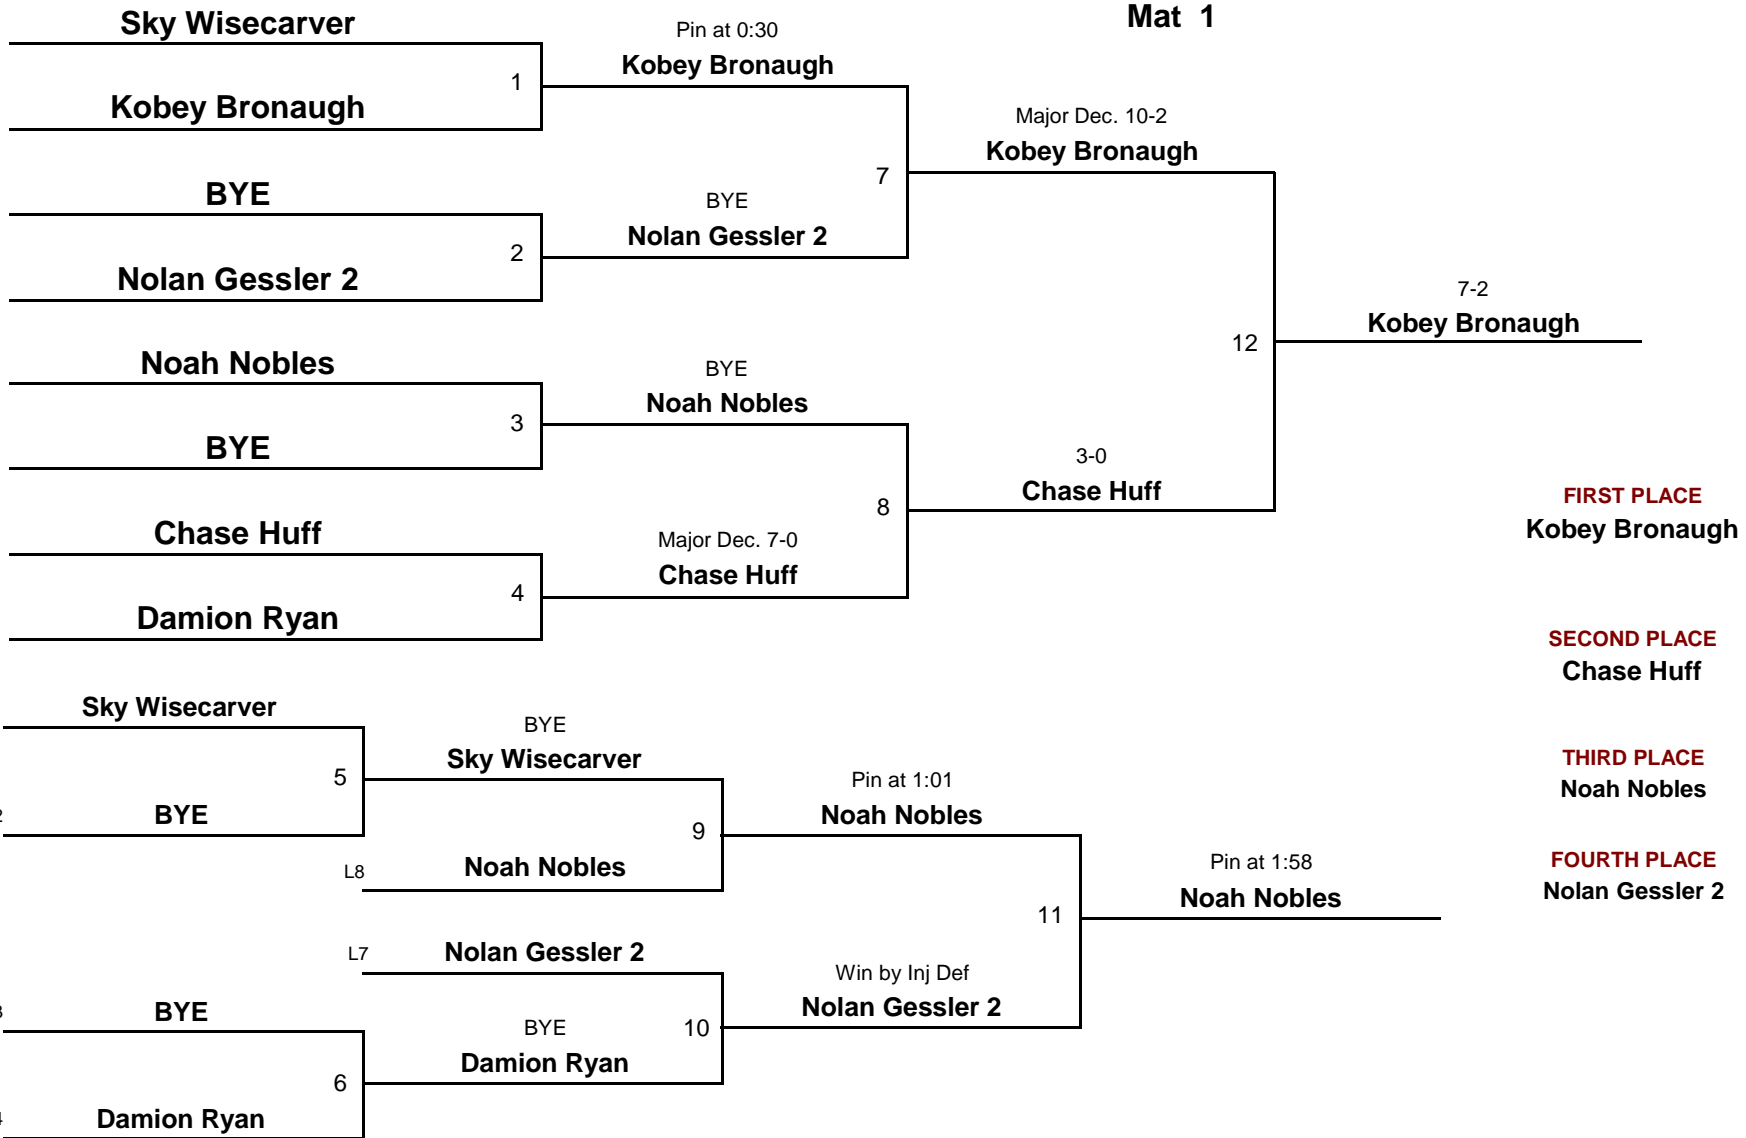 Mat 1
Sky Wisecarver
Pin at 0:30
Kobey Bronaugh
1
Kobey Bronaugh
Major Dec. 10-2
Kobey Bronaugh
7
BYE
BYE
Nolan Gessler 2
2
Nolan Gessler 2
7-2
Kobey Bronaugh
12
Noah Nobles
BYE
Noah Nobles
3
BYE
3-0
Chase Huff
8
Chase Huff
Major Dec. 7-0
Chase Huff
4
Damion Ryan
FIRST PLACE
Kobey Bronaugh
SECOND PLACE
Chase Huff
THIRD PLACE
Noah Nobles
FOURTH PLACE
Nolan Gessler 2
Sky Wisecarver
BYE
Sky Wisecarver
5
BYE
Pin at 1:01
Noah Nobles
9
L8
Noah Nobles
Pin at 1:58
Noah Nobles
11
L7
Nolan Gessler 2
Win by Inj Def
Nolan Gessler 2
BYE
BYE
Damion Ryan
10
6
Damion Ryan